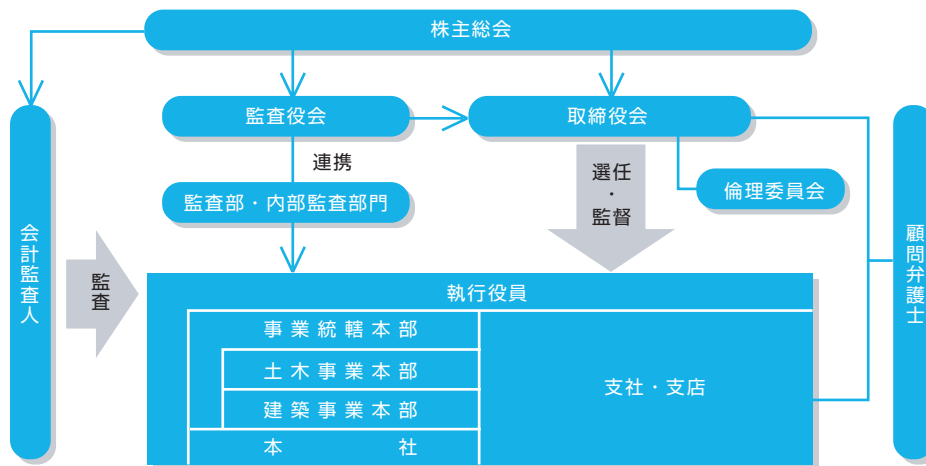 株主総会
監査役会
取締役会
連携
選任・監督
監査部・内部監査部門
倫理委員会
会計監査人
監査
顧問弁護士
執行役員
事業統轄本部
土木事業本部
建築事業本部
本社
支社・支店